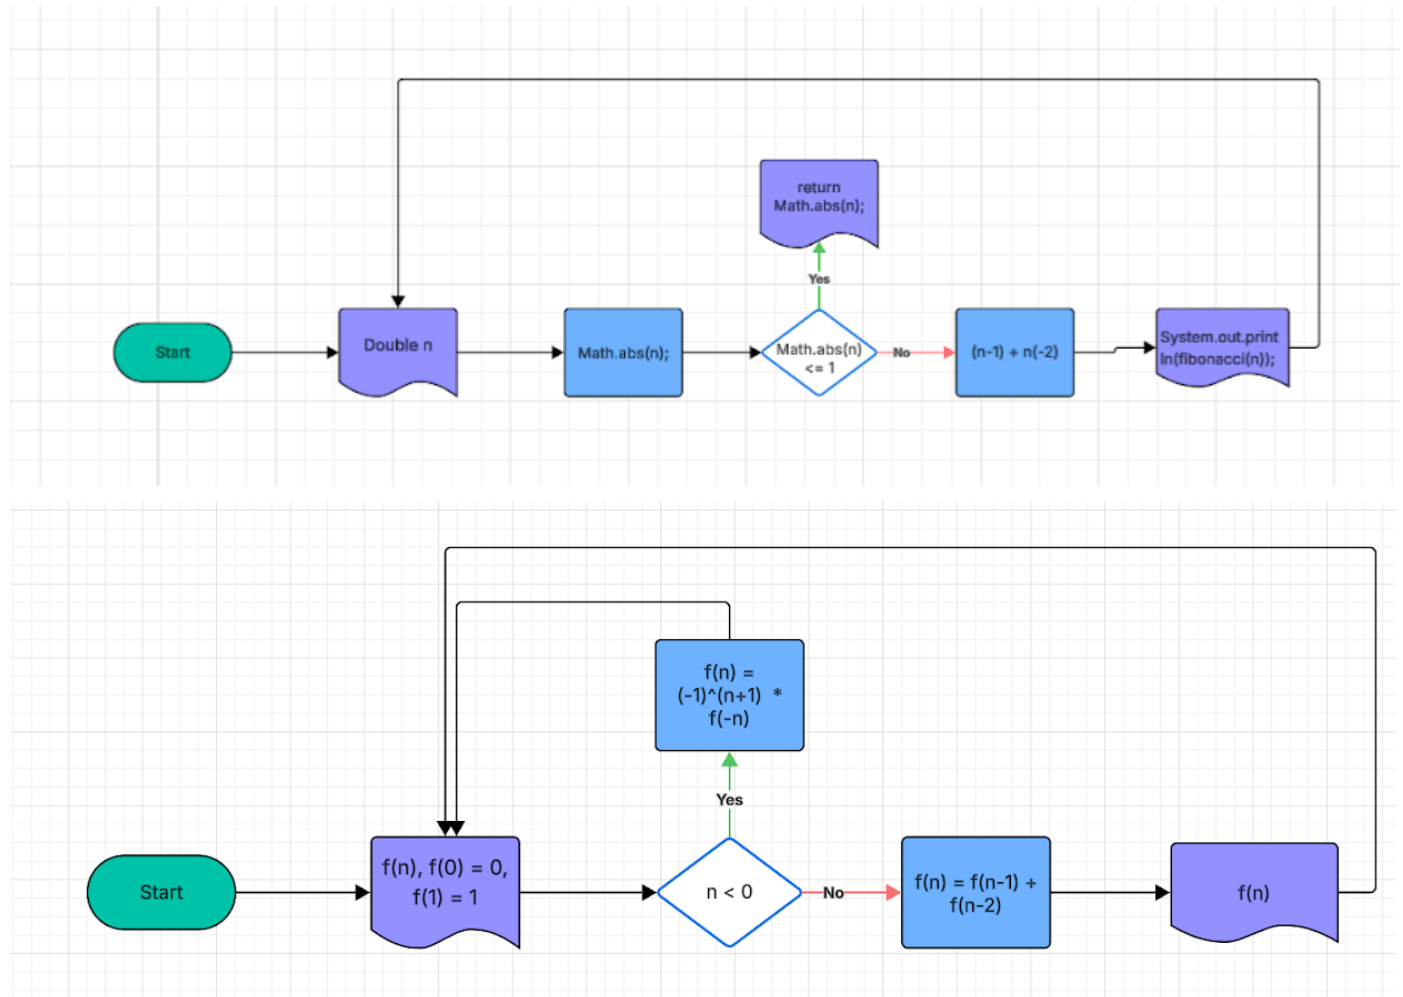 return
Math.abs(n);
Yes
Start
Double n
Math.abs(n);
Math.abs(n)
<= 1
No
(n-1) + n(-2)
System.out.print
ln(fibonacci(n));
f(n) =
(-1)^(n+1) *
f(-n)
Yes
Start
f(n), f(0) = 0,
f(1) = 1
n < 0
No
f(n) = f(n-1) +
f(n-2)
f(n)